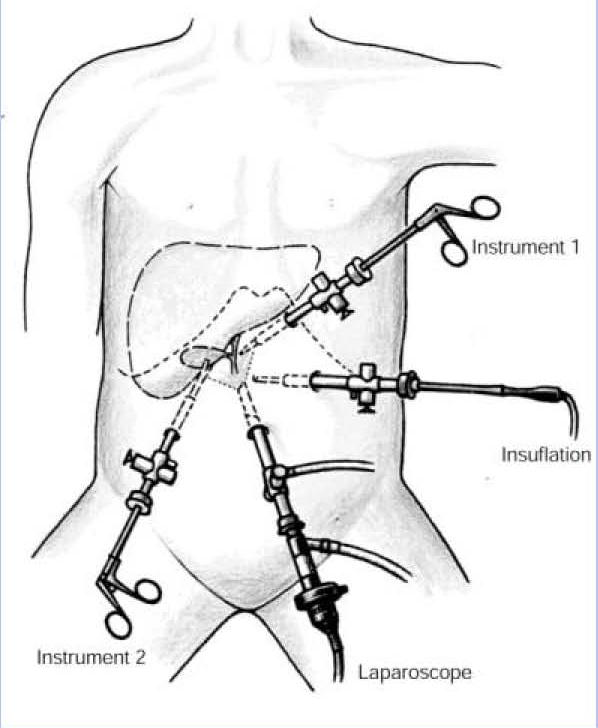 Instrument 1
Insuflation
Instrument 2
Laparoscope